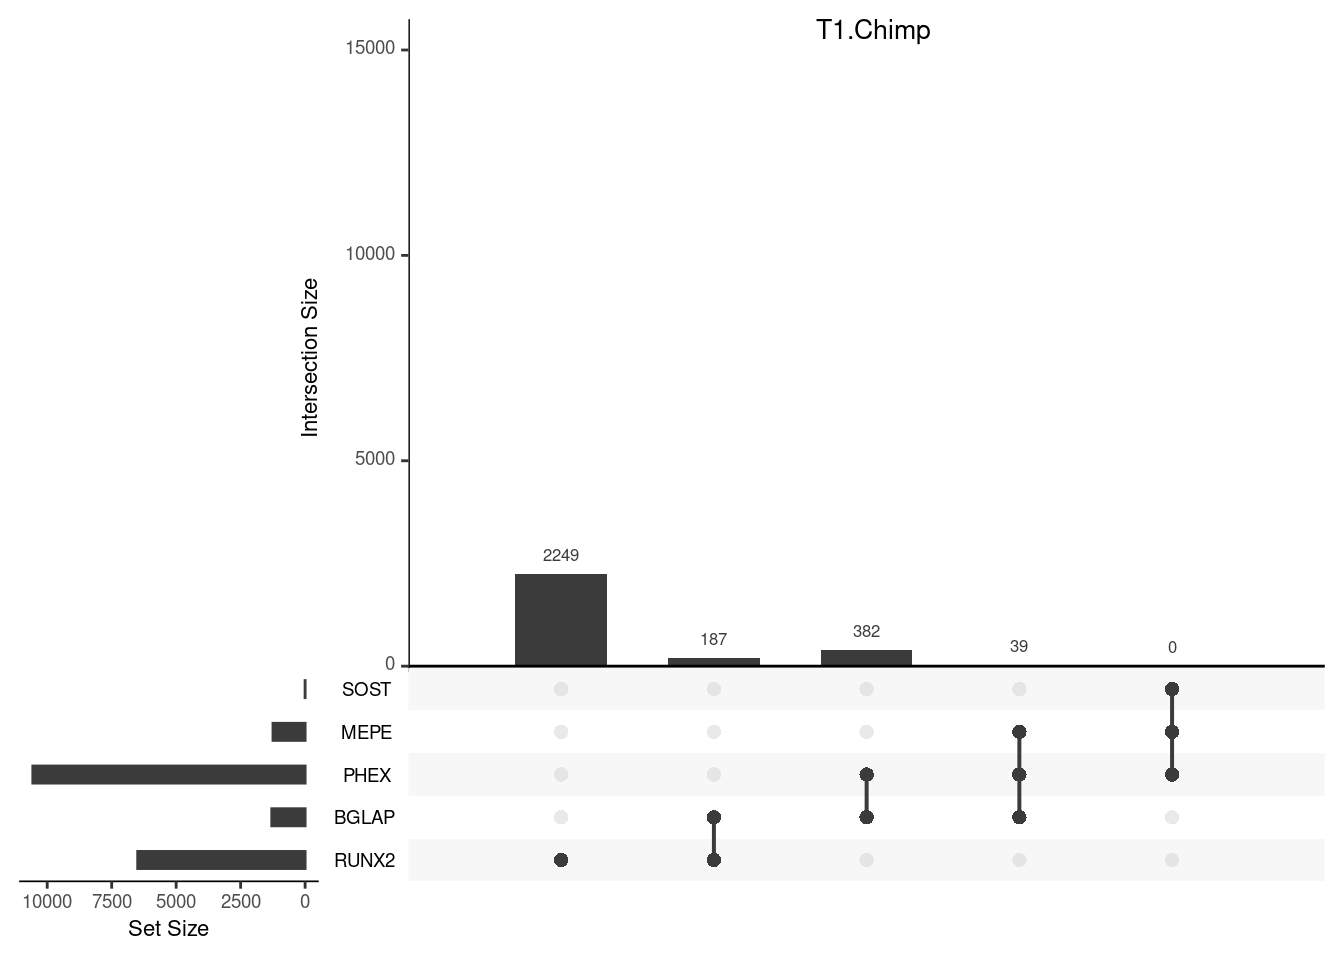 T1.Chimp
15000
10000
5000
0
Intersection Size
2249
187
382
39
0
SOST
MEPE
PHEX
BGLAP
RUNX2
10000 7500 5000 2500 0
Set Size